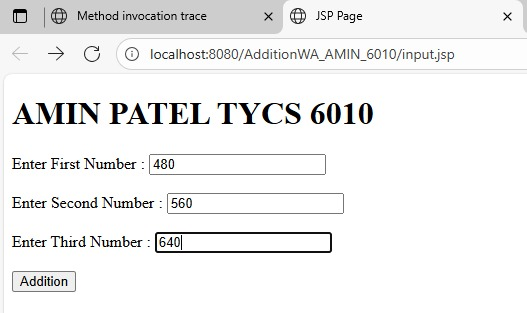 Method invocation trace
JSP Page
localhost:8080/AdditionWA_AMIN_6010/input.jsp
AMIN PATEL TYCS 6010
Enter First Number : 480
Enter Second Number : 560
Enter Third Number : 640
Addition